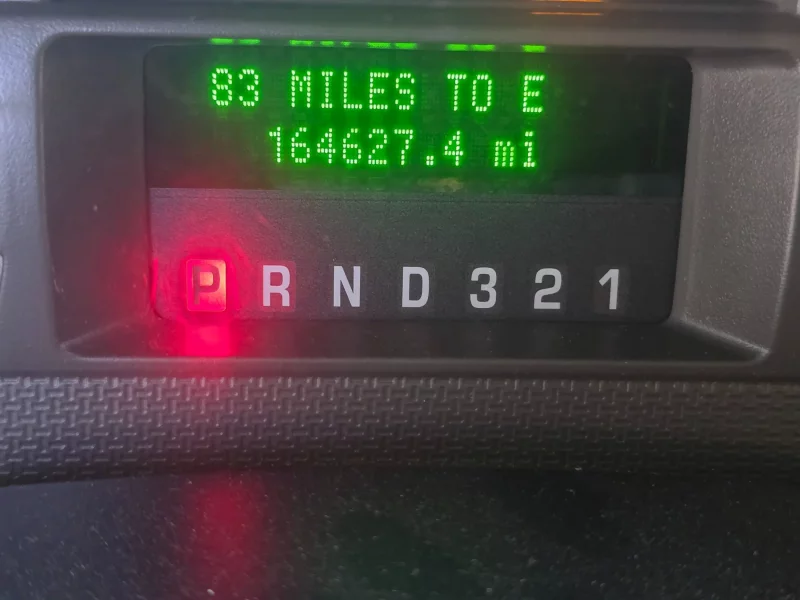 83 MILES TO E
164627.4 mi
P R N D 3 2 1